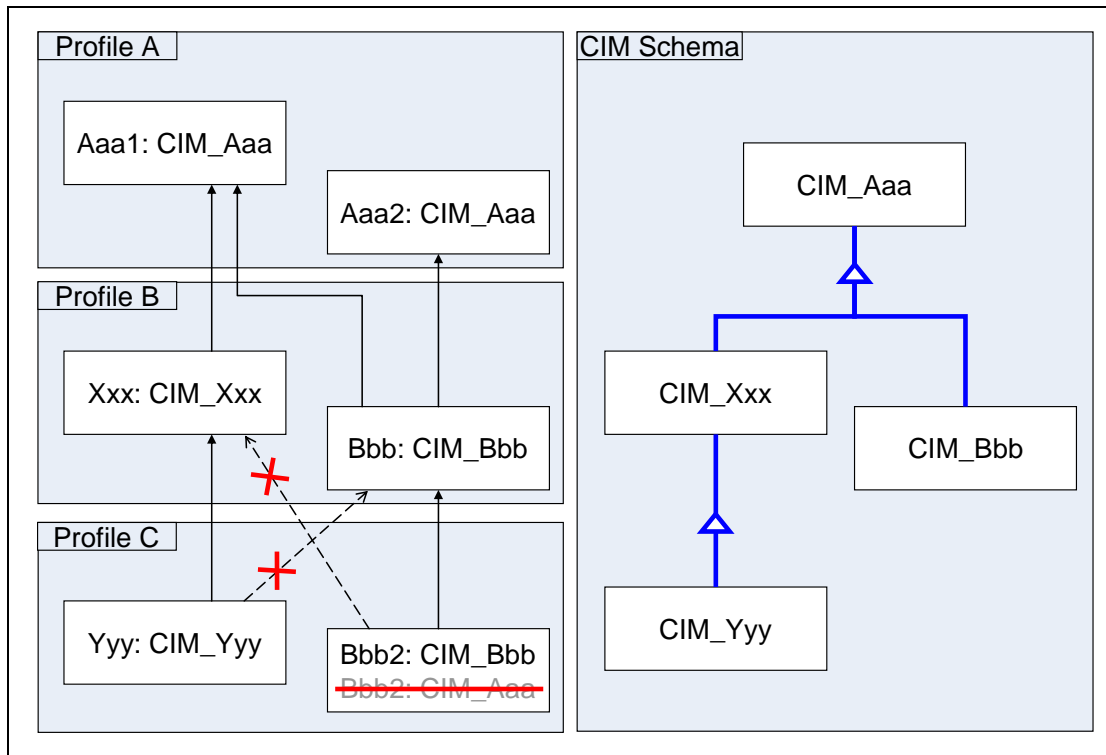 Profile A
Aaa1: CIM_Aaa
Aaa2: CIM_Aaa
Profile B
Xxx: CIM_Xxx
Bbb: CIM_Bbb
Profile C
Yyy: CIM_Yyy
Bbb2: CIM_Bbb
Bbb2: CIM_Aaa
CIM Schema
CIM_Aaa
CIM_Xxx
CIM_Bbb
CIM_Yyy